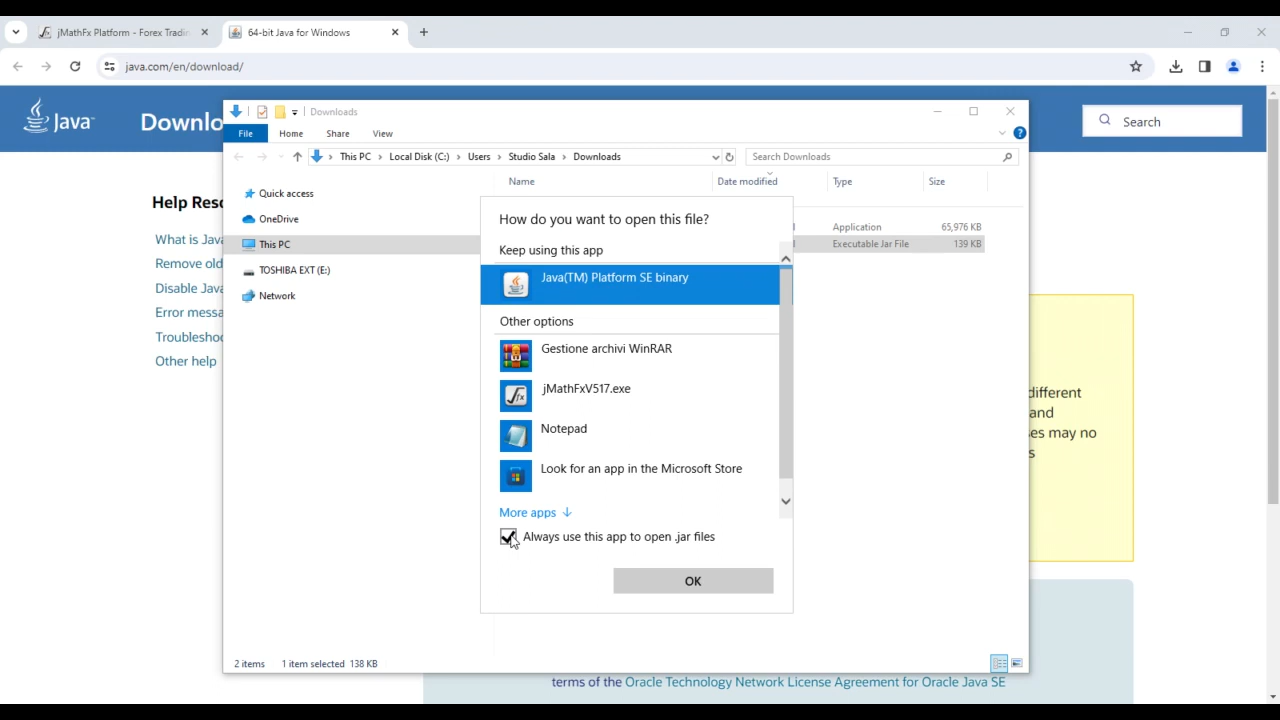 jMathFx Platform - Forex Tradin
64-bit Java for Windows
java.com/en/download/
Java
Downlo
Search
Downloads
File
Home
Share
View
This PC > Local Disk (C:) > Users > Studio Sala > Downloads
Search Downloads
Name
Date modified
Type
Size
Help Reso
What is Java
Remove old
Disable Java
Error messa
Troubleshoo
Other help
Quick access
OneDrive
This PC
TOSHIBA EXT (E:)
Network
Application
65,976 KB
Executable Jar File
139 KB
How do you want to open this file?
Keep using this app
Java(TM) Platform SE binary
Other options
Gestione archivi WinRAR
jMathFxV517.exe
Notepad
Look for an app in the Microsoft Store
More apps
Always use this app to open .jar files
OK
different
and
es may no
s
2 items
1 item selected 138 KB
terms of the Oracle Technology Network License Agreement for Oracle Java SE